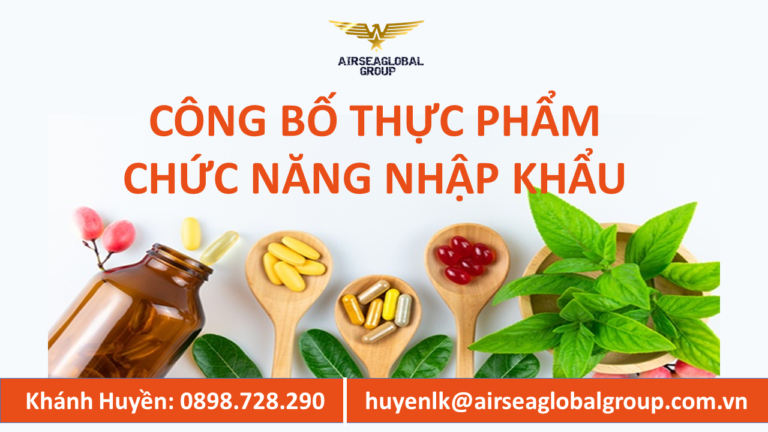 AIRSEAGLOBAL
GROUP
CÔNG BỐ THỰC PHẨM
CHỨC NĂNG NHẬP KHẨU
Khánh Huyền: 0898.728.290
huyenlk@airseaglobalgroup.com.vn